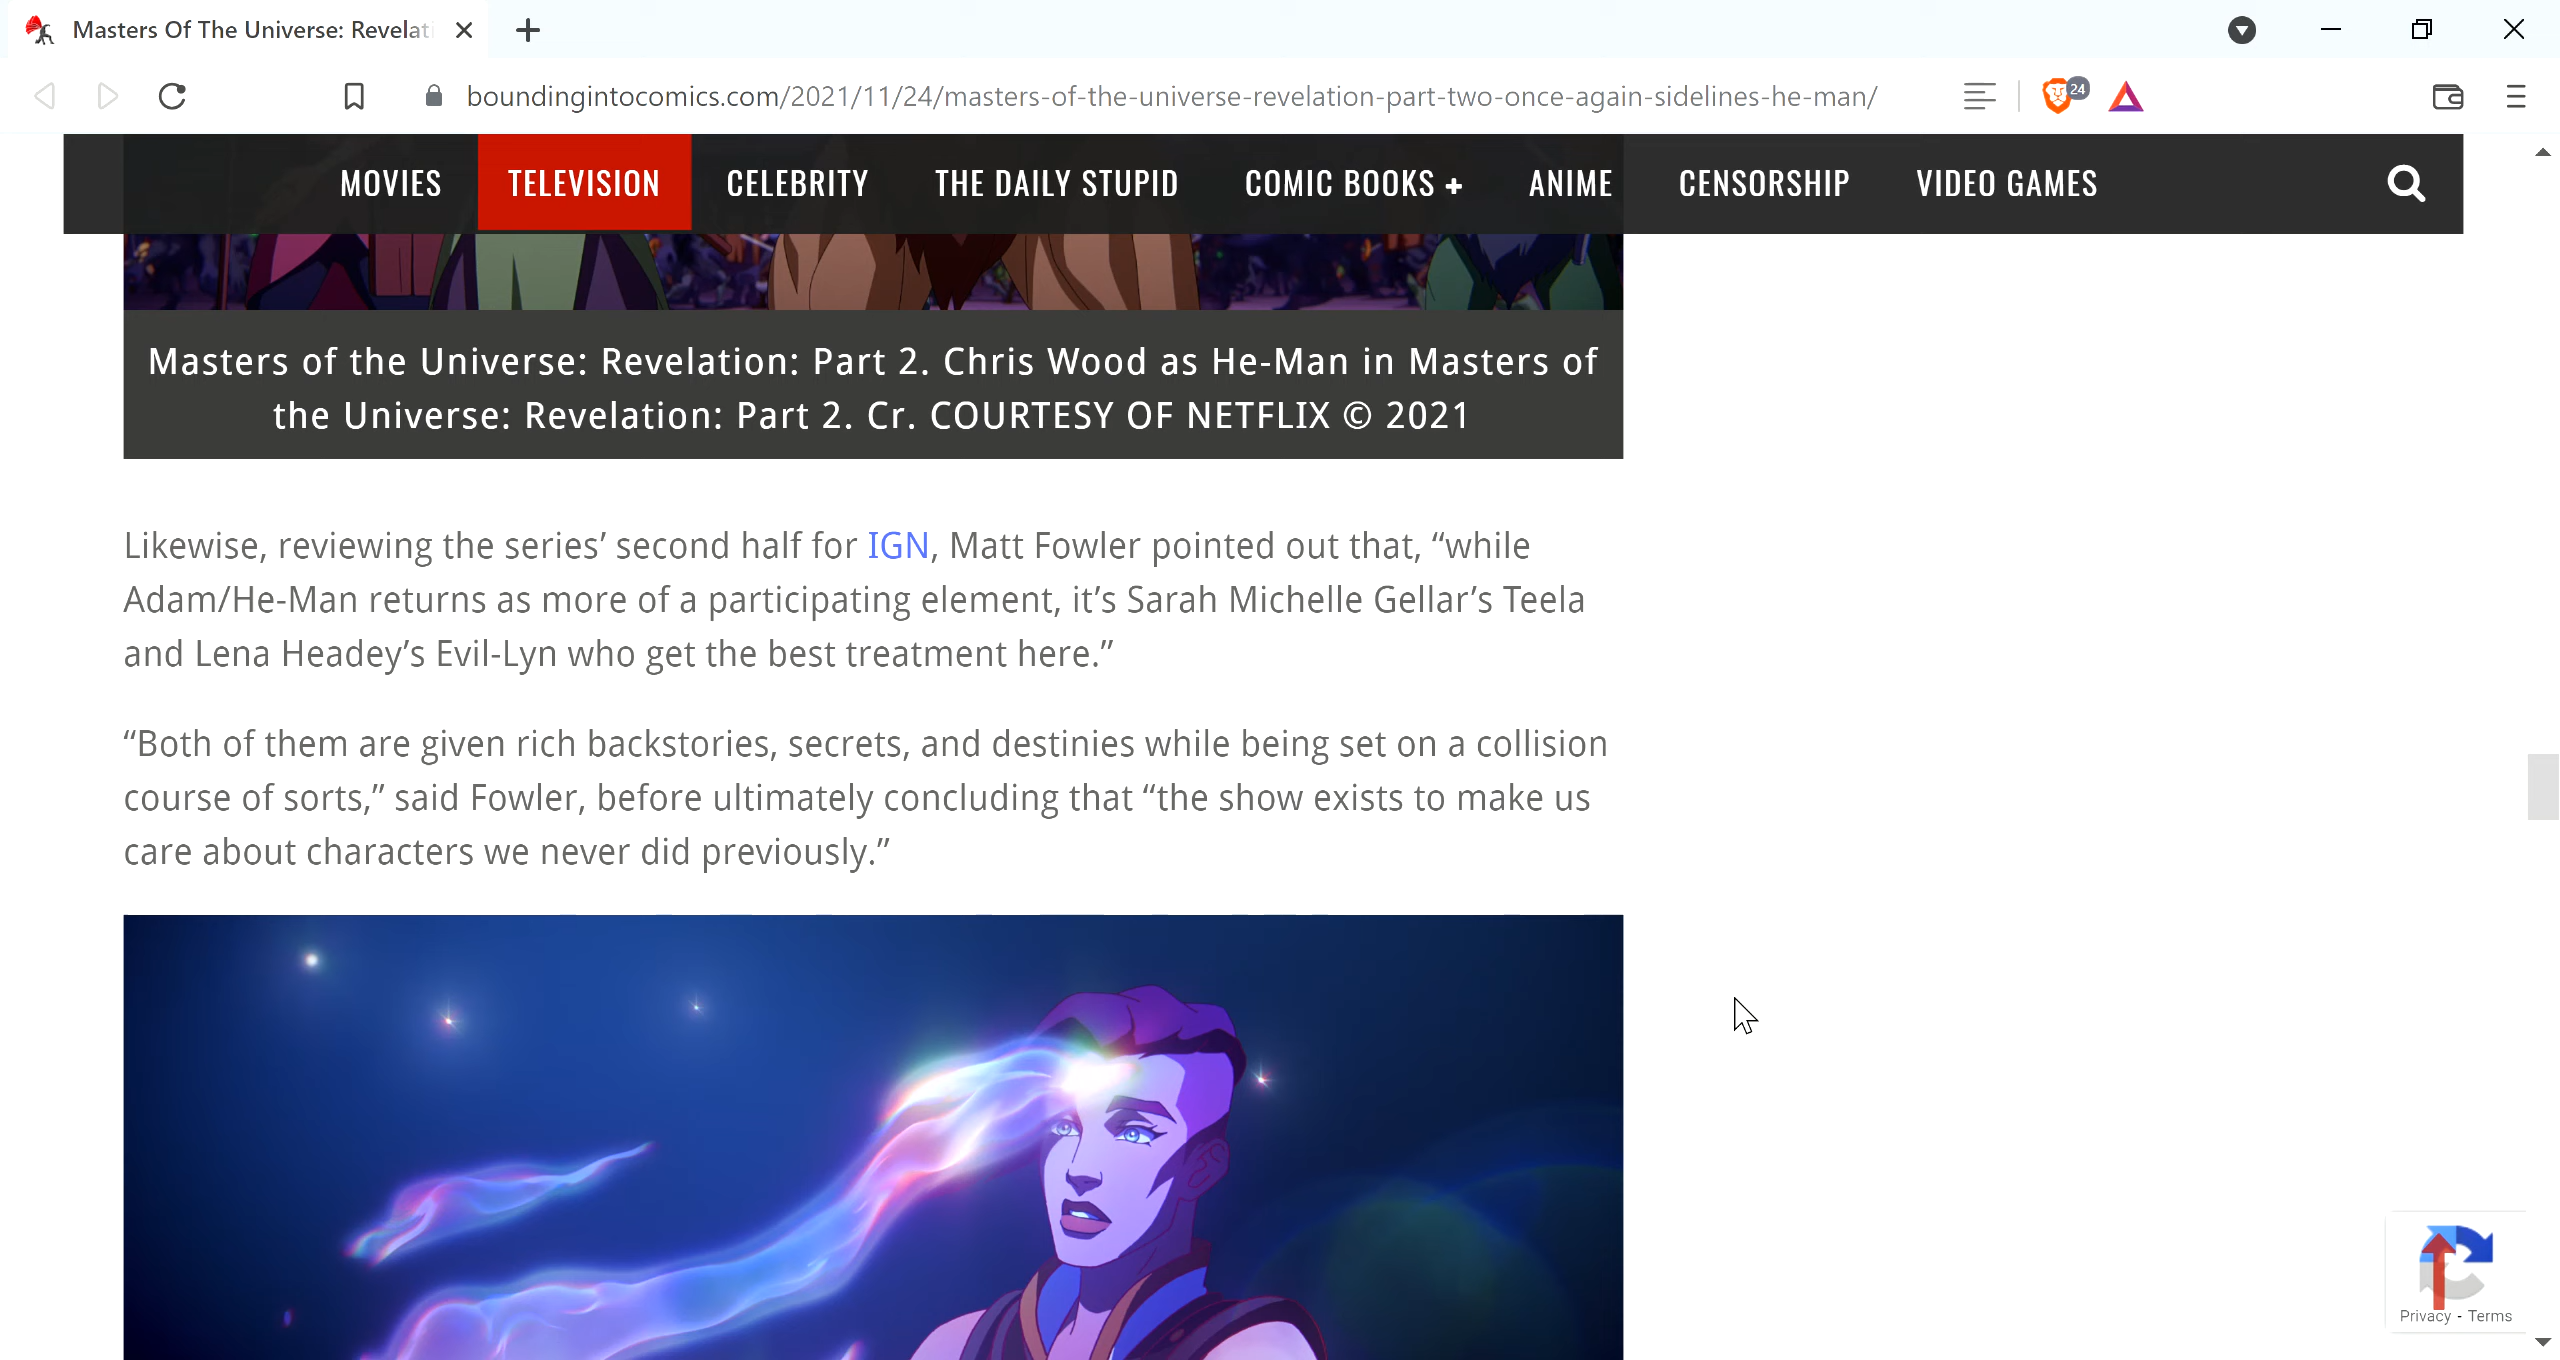 Masters Of The Universe: Revelati
boundingintocomics.com/2021/11/24/masters-of-the-universe-revelation-part-two-once-again-sidelines-he-man/
24
MOVIES TELEVISION CELEBRITY THE DAILY STUPID COMIC BOOKS + ANIME CENSORSHIP VIDEO GAMES
Masters of the Universe: Revelation: Part 2. Chris Wood as He-Man in Masters of
the Universe: Revelation: Part 2. Cr. COURTESY OF NETFLIX © 2021
Likewise, reviewing the series’ second half for IGN, Matt Fowler pointed out that, “while
Adam/He-Man returns as more of a participating element, it’s Sarah Michelle Gellar’s Teela
and Lena Headey’s Evil-Lyn who get the best treatment here.”
“Both of them are given rich backstories, secrets, and destinies while being set on a collision
course of sorts,” said Fowler, before ultimately concluding that “the show exists to make us
care about characters we never did previously.”
Privacy - Terms